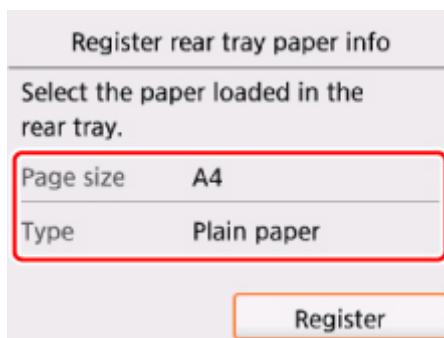 Register rear tray paper info
Select the paper loaded in the
rear tray.
Page size A4
Type Plain paper
Register